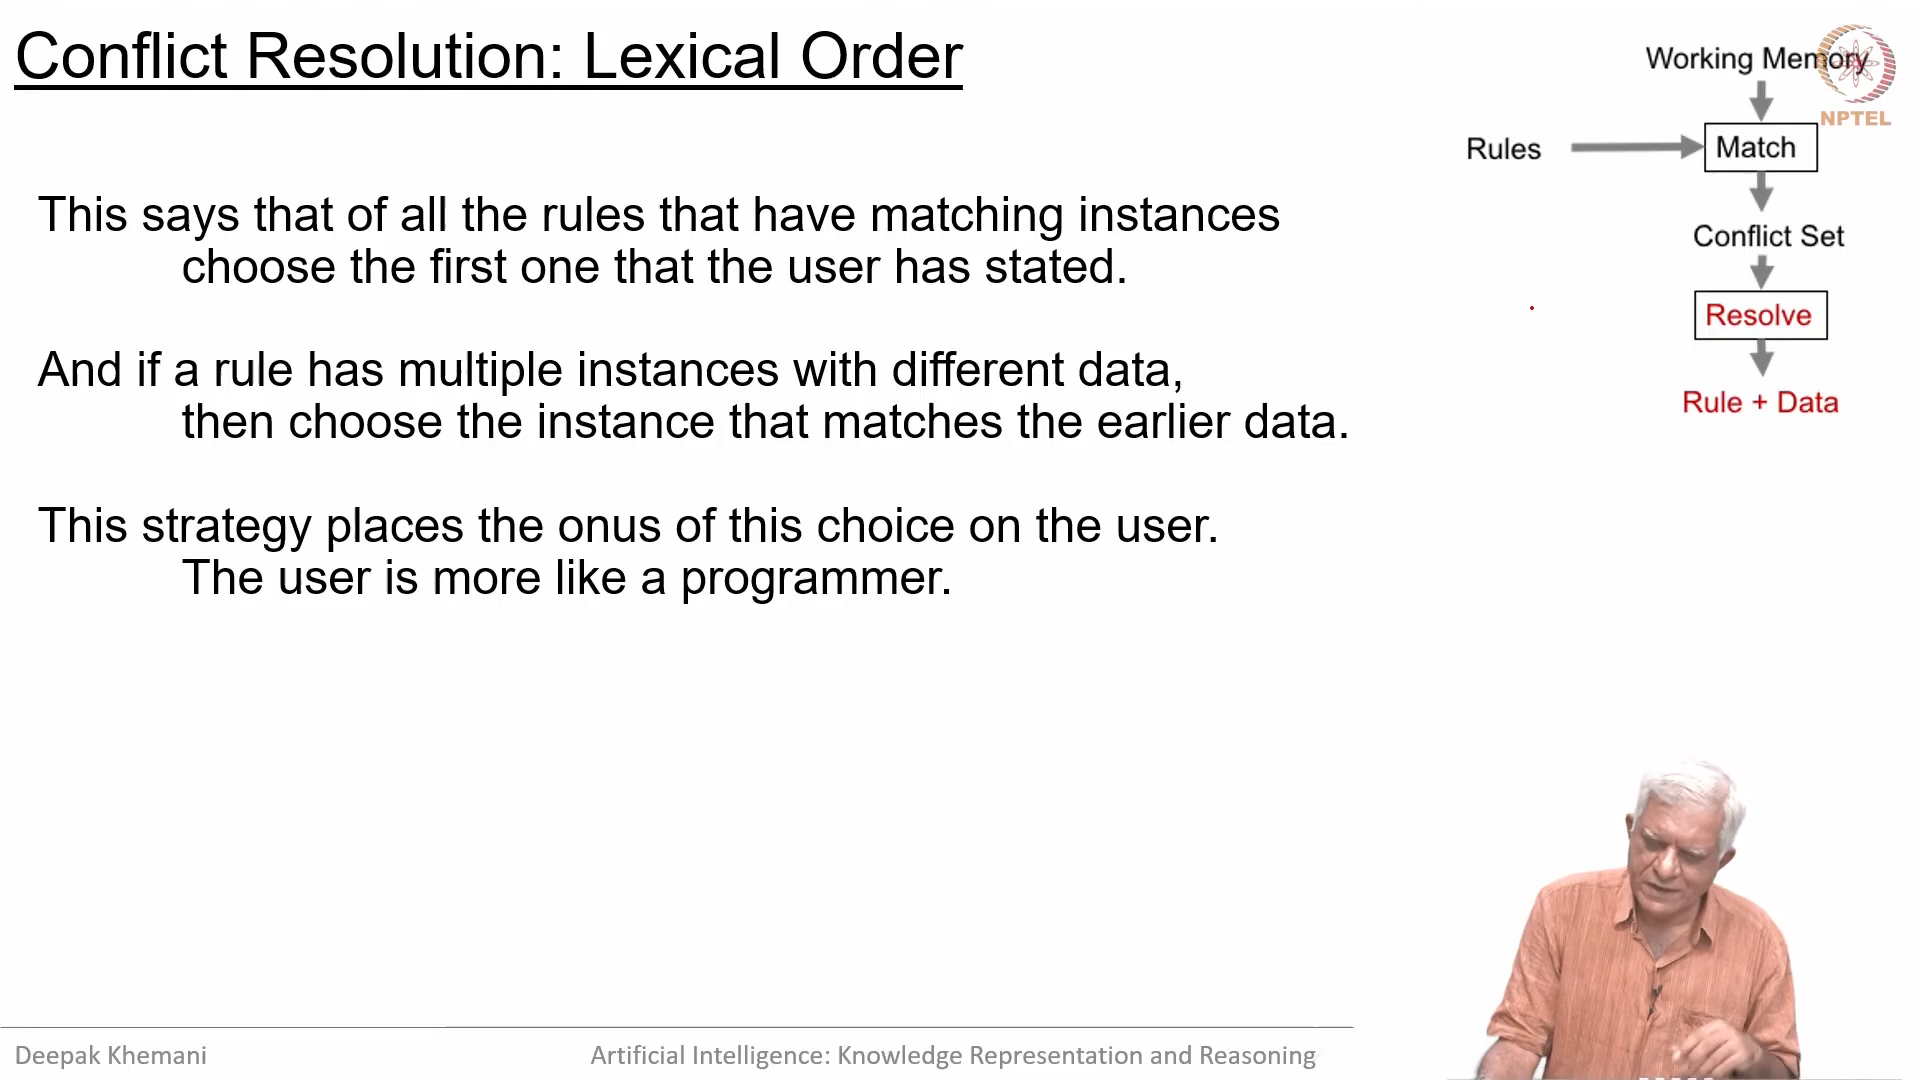 Conflict Resolution: Lexical Order
This says that of all the rules that have matching instances
choose the first one that the user has stated.
And if a rule has multiple instances with different data,
then choose the instance that matches the earlier data.
This strategy places the onus of this choice on the user.
The user is more like a programmer.
Working Memory
NPTEL
Rules
Match
Conflict Set
Resolve
Rule + Data
Deepak Khemani
Artificial Intelligence: Knowledge Representation and Reasoning